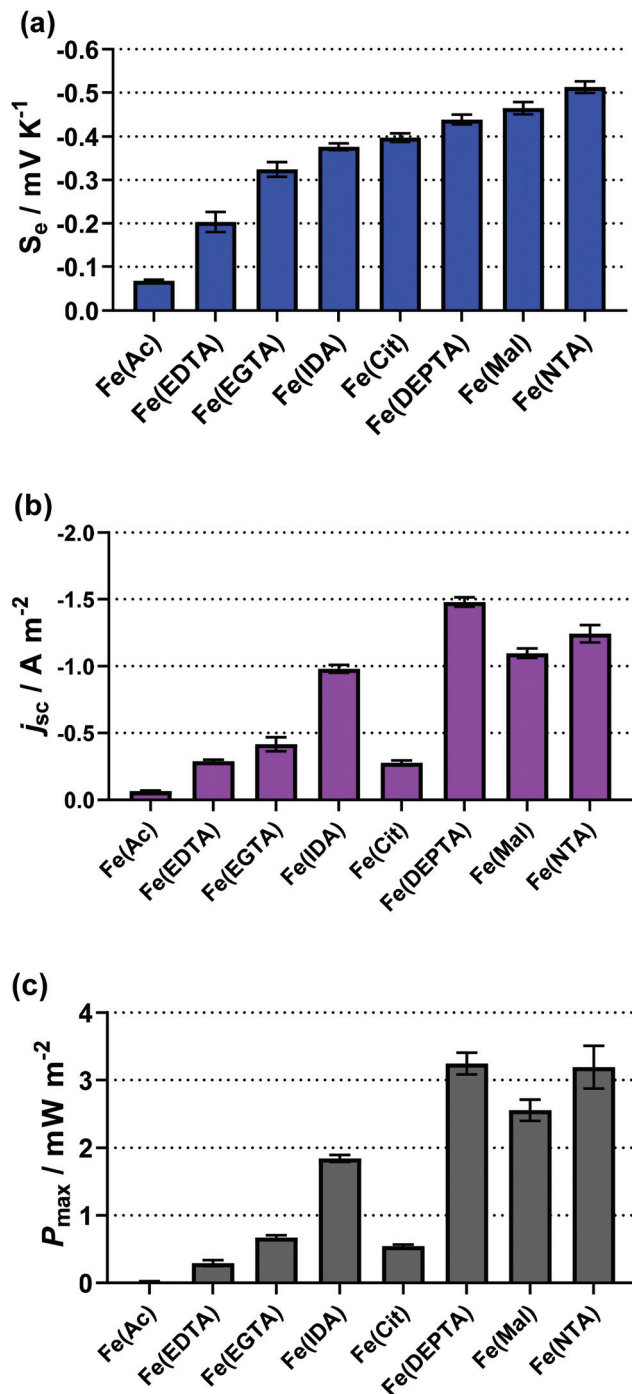 (a)
-0.6
-0.5
-0.4
-0.3
-0.2
-0.1
0.0
Se / mV K-1
Fe(Ac)
Fe(EDTA)
Fe(EGTA)
Fe(IDA)
Fe(Cit)
Fe(DEPTA)
Fe(Mal)
Fe(NTA)
(b)
-2.0
-1.5
-1.0
-0.5
0.0
jsc / A m-2
Fe(Ac)
Fe(EDTA)
Fe(EGTA)
Fe(IDA)
Fe(Cit)
Fe(DEPTA)
Fe(Mal)
Fe(NTA)
(c)
4
3
2
1
0
Pmax / mW m-2
Fe(Ac)
Fe(EDTA)
Fe(EGTA)
Fe(IDA)
Fe(Cit)
Fe(DEPTA)
Fe(Mal)
Fe(NTA)